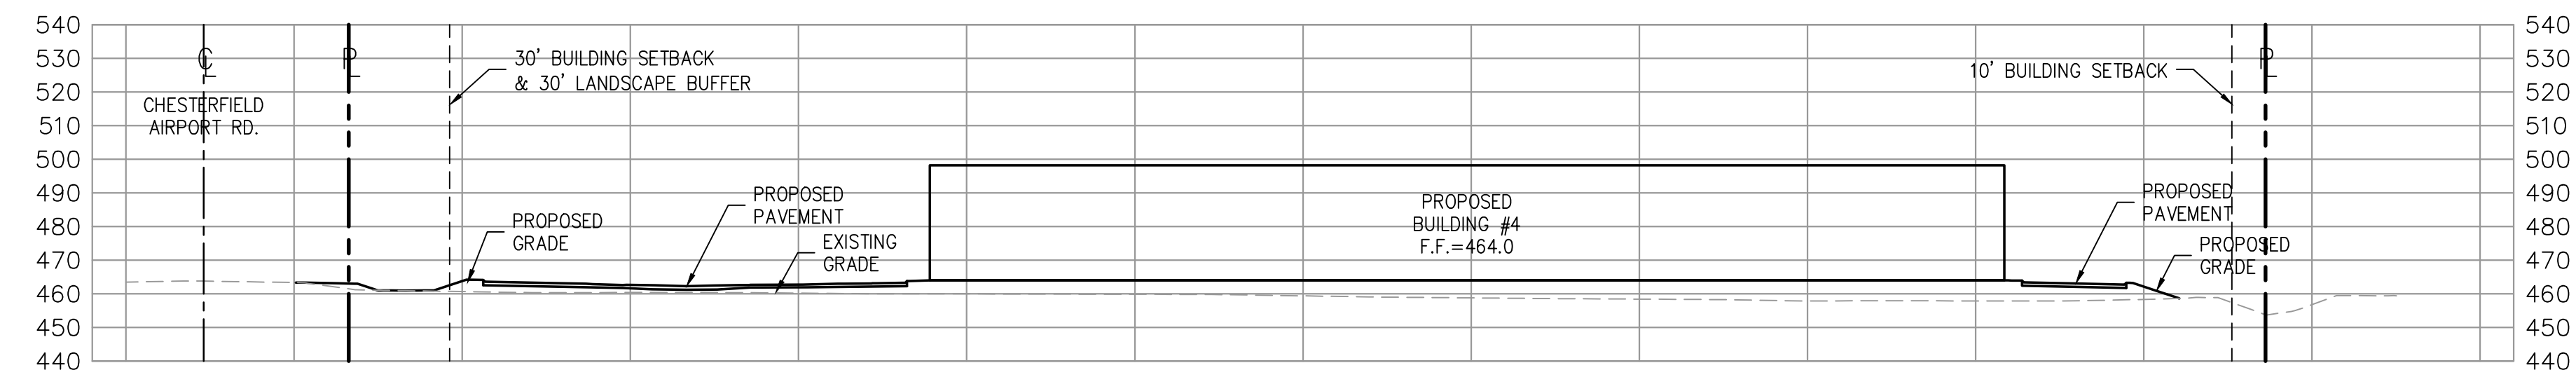 540
530
520
510
500
490
480
470
460
450
440
℄
CHESTERFIELD
AIRPORT RD.
PL
30' BUILDING SETBACK
& 30' LANDSCAPE BUFFER
PROPOSED
GRADE
PROPOSED
PAVEMENT
EXISTING
GRADE
PROPOSED
BUILDING #4
F.F.=464.0
10' BUILDING SETBACK
PL
PROPOSED
PAVEMENT
PROPOSED
GRADE
540
530
520
510
500
490
480
470
460
450
440